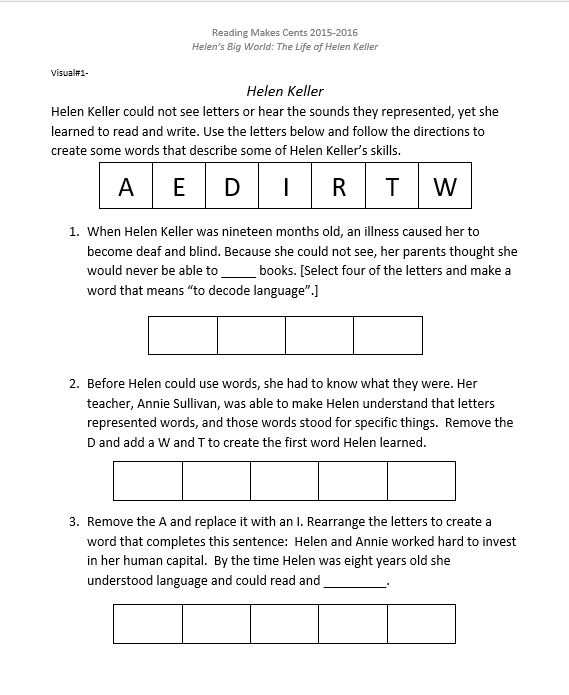 Reading Makes Cents 2015-2016
Helen's Big World: The Life of Helen Keller
Visual#1-
Helen Keller
Helen Keller could not see letters or hear the sounds they represented, yet she
learned to read and write. Use the letters below and follow the directions to
create some words that describe some of Helen Keller's skills.
A E D I R T W
1. When Helen Keller was nineteen months old, an illness caused her to
become deaf and blind. Because she could not see, her parents thought she
would never be able to _____ books. [Select four of the letters and make a
word that means "to decode language".]
2. Before Helen could use words, she had to know what they were. Her
teacher, Annie Sullivan, was able to make Helen understand that letters
represented words, and those words stood for specific things. Remove the
D and add a W and T to create the first word Helen learned.
3. Remove the A and replace it with an I. Rearrange the letters to create a
word that completes this sentence: Helen and Annie worked hard to invest
in her human capital. By the time Helen was eight years old she
understood language and could read and _________.